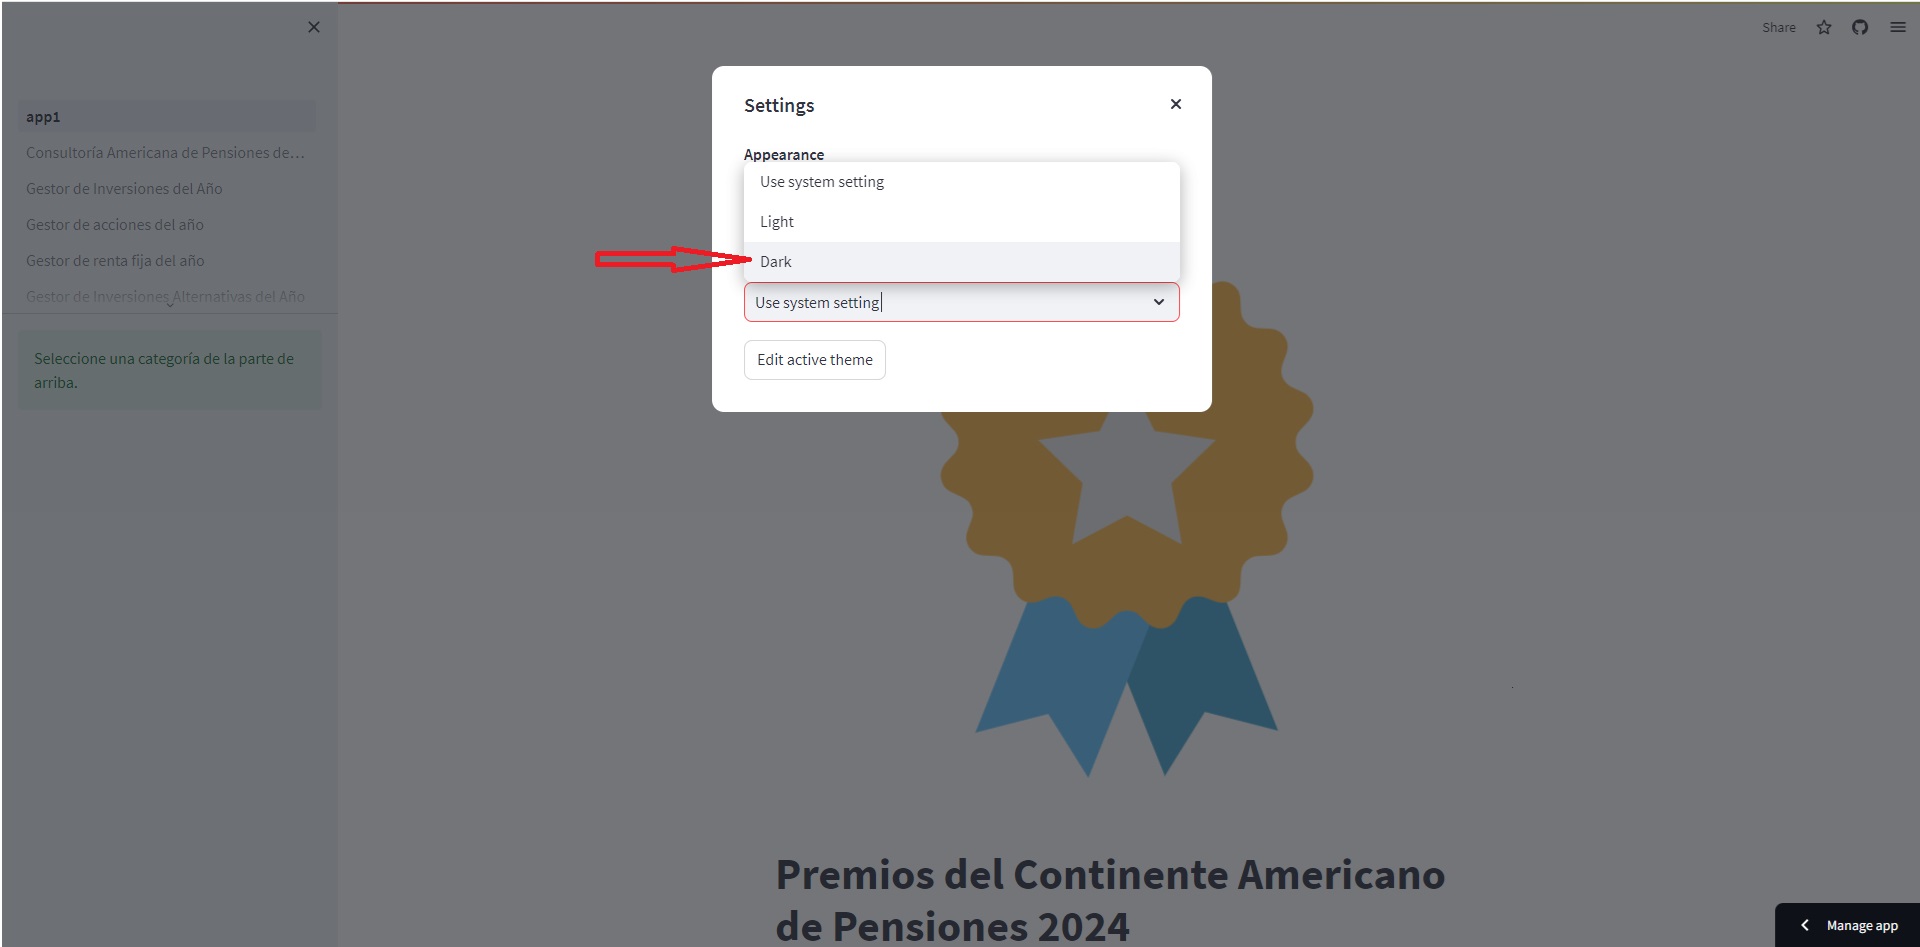 Share
app1
Consultoría Americana de Pensiones de...
Gestor de Inversiones del Año
Gestor de acciones del año
Gestor de renta fija del año
Gestor de Inversiones Alternativas del Año
Seleccione una categoría de la parte de
arriba.
Settings
Appearance
Use system setting
Light
Dark
Use system setting
Edit active theme
Premios del Continente Americano
de Pensiones 2024
Manage app